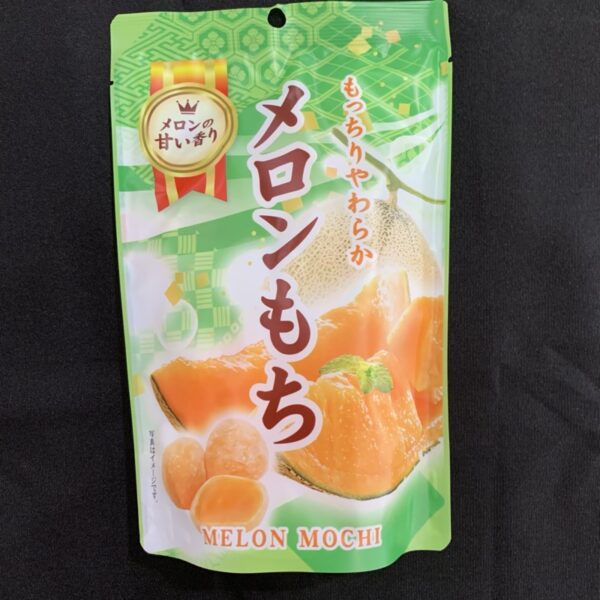 メロンの
甘い香り
もっちりやわらか
メロンもち
写真はイメージです。
MELON MOCHI